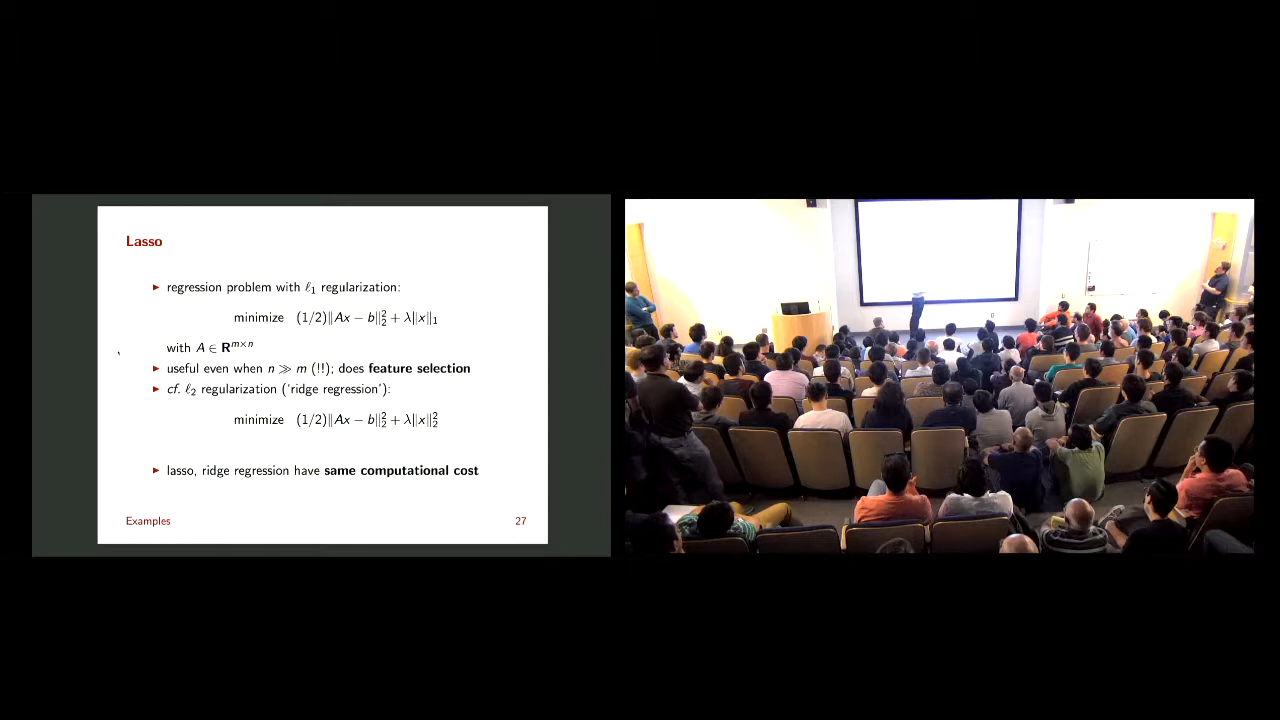 Lasso
▶ regression problem with ℓ₁ regularization:
minimize (1/2)‖Ax − b‖₂² + λ‖x‖₁
with A ∈ R^{m×n}
▶ useful even when n ≫ m (!!); does feature selection
▶ cf. ℓ₂ regularization ('ridge regression'):
minimize (1/2)‖Ax − b‖₂² + λ‖x‖₂²
▶ lasso, ridge regression have same computational cost
Examples 27